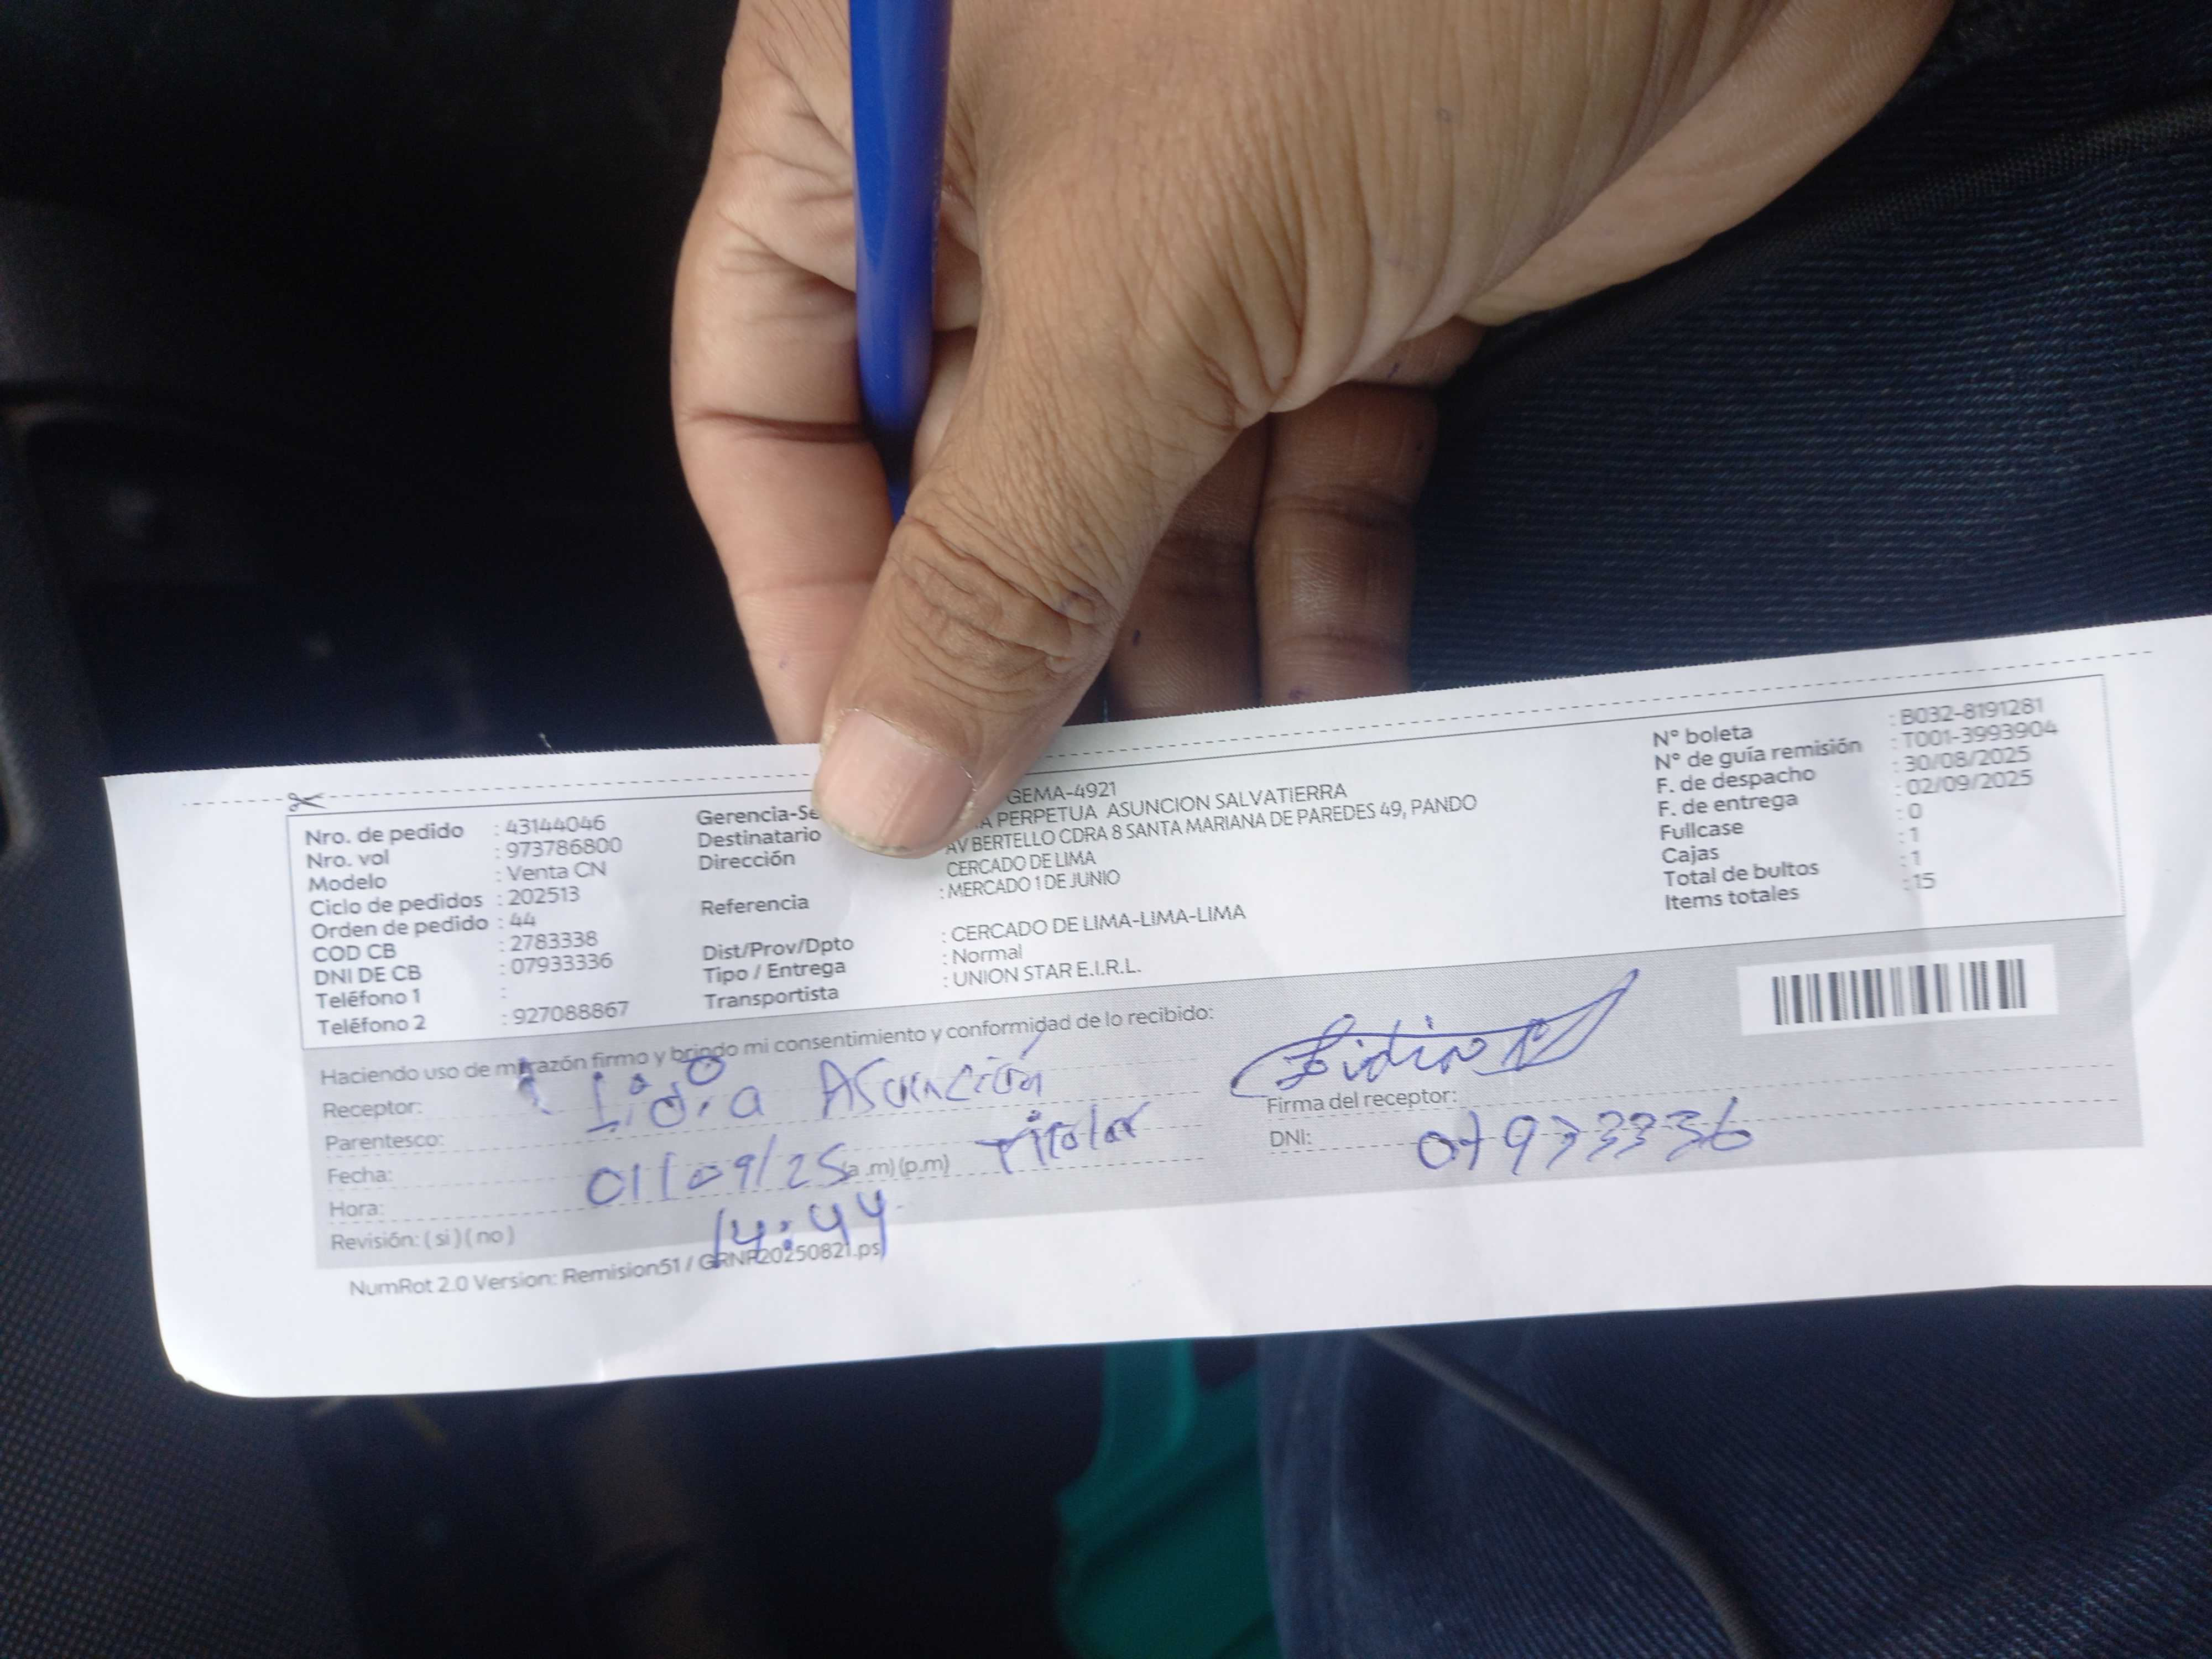 Nro. de pedido : 43144046
Nro. vol : 973786800
Modelo : Venta CN
Ciclo de pedidos : 202513
Orden de pedido : 44
COD CB : 2783338
DNI DE CB : 07933336
Teléfono 1 :
Teléfono 2 : 927088867
Gerencia-Se GEMA-4921
Destinatario PERPETUA ASUNCION SALVATIERRA
Dirección AV BERTELLO CDRA 8 SANTA MARIANA DE PAREDES 49, PANDO
CERCADO DE LIMA
Referencia : MERCADO 1 DE JUNIO
Dist/Prov/Dpto : CERCADO DE LIMA-LIMA-LIMA
Tipo / Entrega : Normal
Transportista : UNION STAR E.I.R.L.
N° boleta : B032-8191281
N° de guía remisión : T001-3993904
F. de despacho : 30/08/2025
F. de entrega : 02/09/2025
Fullcase : 0
Cajas : 1
Total de bultos : 1
Items totales : 15
Haciendo uso de mi razón firmo y brindo mi consentimiento y conformidad de lo recibido:
Receptor: Lidia Asunción
Parentesco: Titolar
Fecha: 01/09/25 (a .m) (p.m)
Hora: 14:44
Revisión: ( si ) ( no )
Firma del receptor:
DNI: 07933336
NumRot 2.0 Version: Remision51 / GRNP20250821.ps